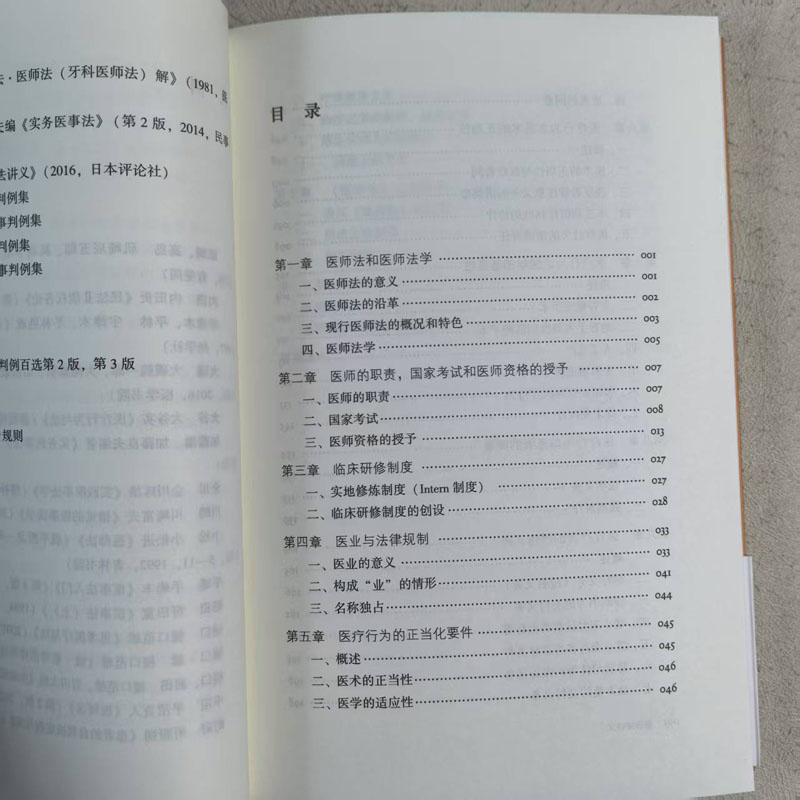 法·医师法（牙科医师法）解》（1981，
夫编《实务医事法》（第2版，2014，民事
法讲义》（2016，日本评论社）
判例集
事判例集
判例集
事判例集
判例百选第2版，第3版
规则
目 录
第一章 医师法和医师法学 001
一、医师法的意义 001
二、医师法的沿革 002
三、现行医师法的概况和特色 003
四、医师法学 005
第二章 医师的职责，国家考试和医师资格的授予 007
一、医师的职责 007
二、国家考试 008
三、医师资格的授予 013
第三章 临床研修制度 027
一、实地修炼制度（Intern 制度） 027
二、临床研修制度的创设 028
第四章 医业与法律规制 033
一、医业的意义 033
二、构成“业”的情形 041
三、名称独占 044
第五章 医疗行为的正当化要件 045
一、概述 045
二、医术的正当性 046
三、医学的适应性 046